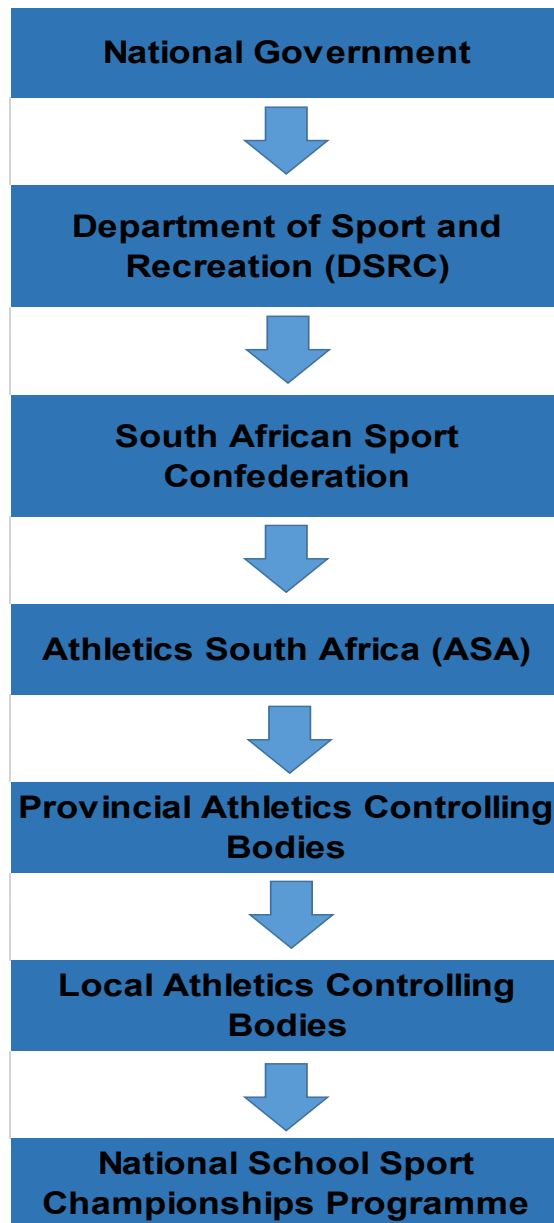 National Government
Department of Sport and
Recreation (DSRC)
South African Sport
Confederation
Athletics South Africa (ASA)
Provincial Athletics Controlling
Bodies
Local Athletics Controlling
Bodies
National School Sport
Championships Programme